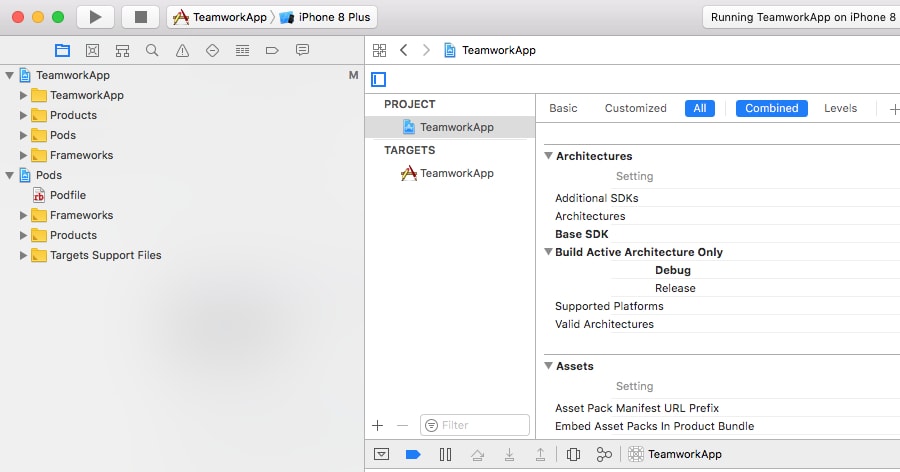 TeamworkApp iPhone 8 Plus
Running TeamworkApp on iPhone 8
TeamworkApp M
TeamworkApp
Products
Pods
Frameworks
Pods
Podfile
Frameworks
Products
Targets Support Files
TeamworkApp
PROJECT
TeamworkApp
TARGETS
TeamworkApp
Filter
Basic Customized All Combined Levels
Architectures
Setting
Additional SDKs
Architectures
Base SDK
Build Active Architecture Only
Debug
Release
Supported Platforms
Valid Architectures
Assets
Setting
Asset Pack Manifest URL Prefix
Embed Asset Packs In Product Bundle
TeamworkApp